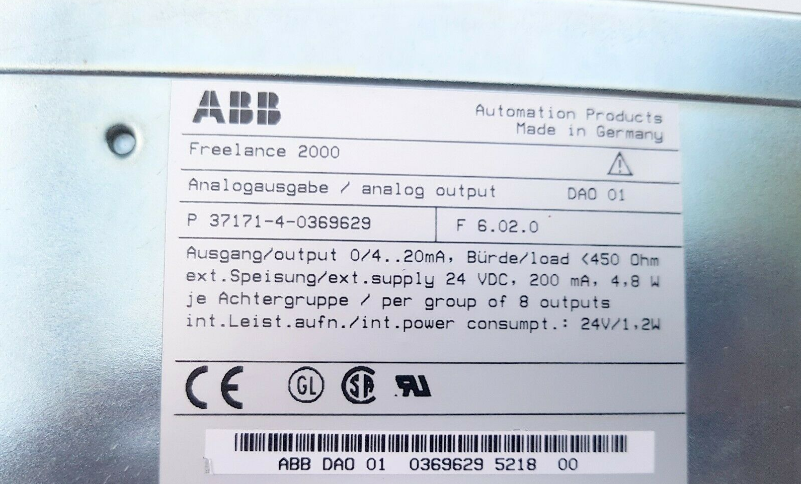 ABB
Automation Products
Made in Germany
Freelance 2000
Analogausgabe / analog output DAO 01
P 37171-4-0369629 F 6.02.0
Ausgang/output 0/4..20mA, Bürde/load <450 Ohm
ext.Speisung/ext.supply 24 VDC, 200 mA, 4,8 W
je Achtergruppe / per group of 8 outputs
int.Leist.aufn./int.power consumpt.: 24V/1,2W
CE GL SA RU
ABB DAO 01 0369629 5218 00